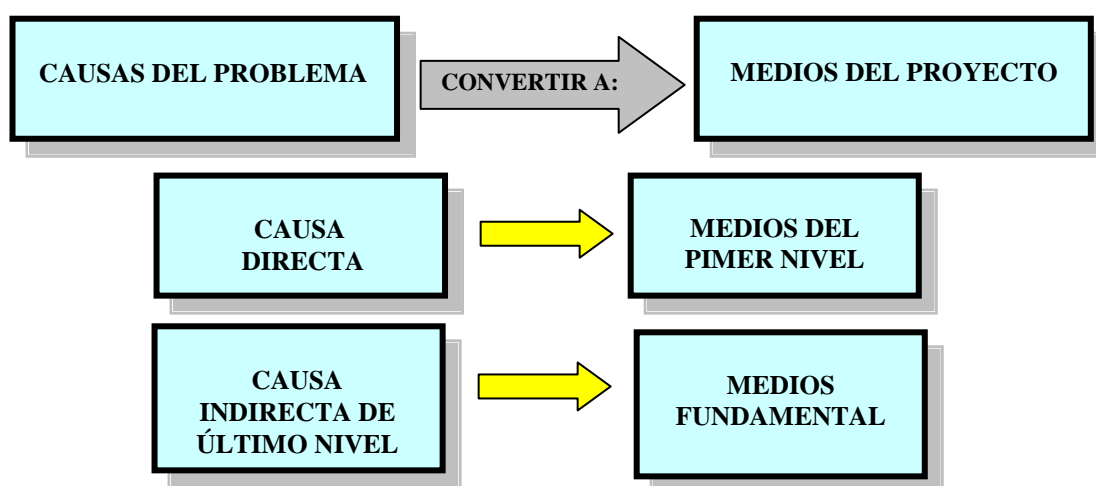 CAUSAS DEL PROBLEMA
CONVERTIR A:
MEDIOS DEL PROYECTO
CAUSA
DIRECTA
MEDIOS DEL
PIMER NIVEL
CAUSA
INDIRECTA DE
ÚLTIMO NIVEL
MEDIOS
FUNDAMENTAL